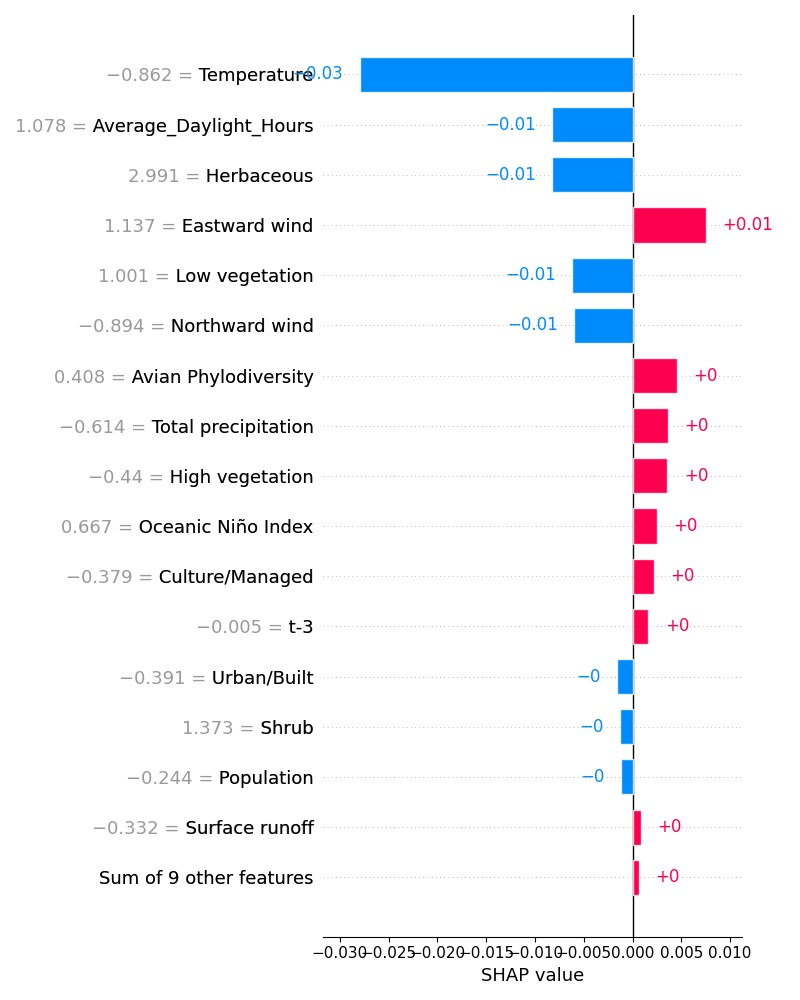 −0.862 = Temperature −0.03
1.078 = Average_Daylight_Hours −0.01
2.991 = Herbaceous −0.01
1.137 = Eastward wind +0.01
1.001 = Low vegetation −0.01
−0.894 = Northward wind −0.01
0.408 = Avian Phylodiversity +0
−0.614 = Total precipitation +0
−0.44 = High vegetation +0
0.667 = Oceanic Niño Index +0
−0.379 = Culture/Managed +0
−0.005 = t-3 +0
−0.391 = Urban/Built −0
1.373 = Shrub −0
−0.244 = Population −0
−0.332 = Surface runoff +0
Sum of 9 other features +0
−0.030 −0.025 −0.020 −0.015 −0.010 −0.005 0.000 0.005 0.010
SHAP value